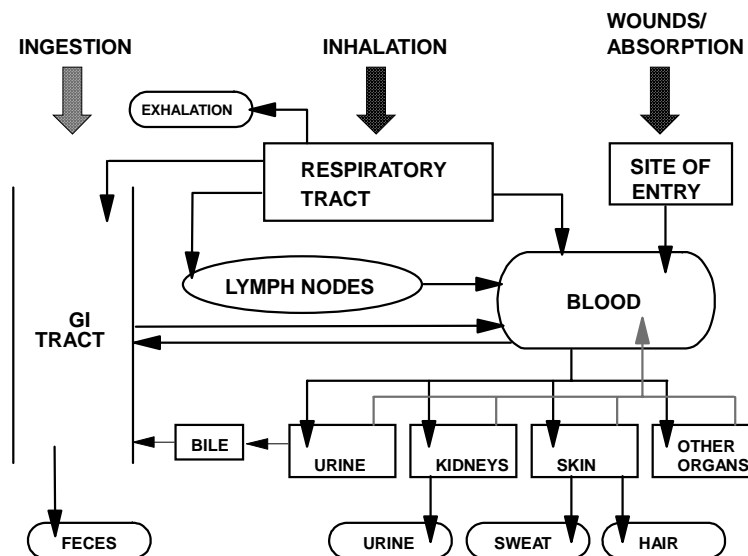 INGESTION
INHALATION
WOUNDS/
ABSORPTION
EXHALATION
RESPIRATORY
TRACT
SITE OF
ENTRY
LYMPH NODES
BLOOD
GI
TRACT
BILE
URINE
KIDNEYS
SKIN
OTHER
ORGANS
FECES
URINE
SWEAT
HAIR